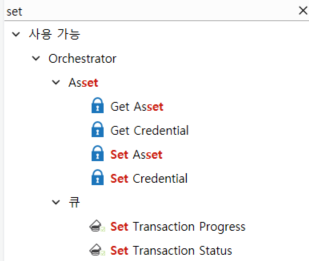 set
사용 가능
Orchestrator
Asset
Get Asset
Get Credential
Set Asset
Set Credential
큐
Set Transaction Progress
Set Transaction Status